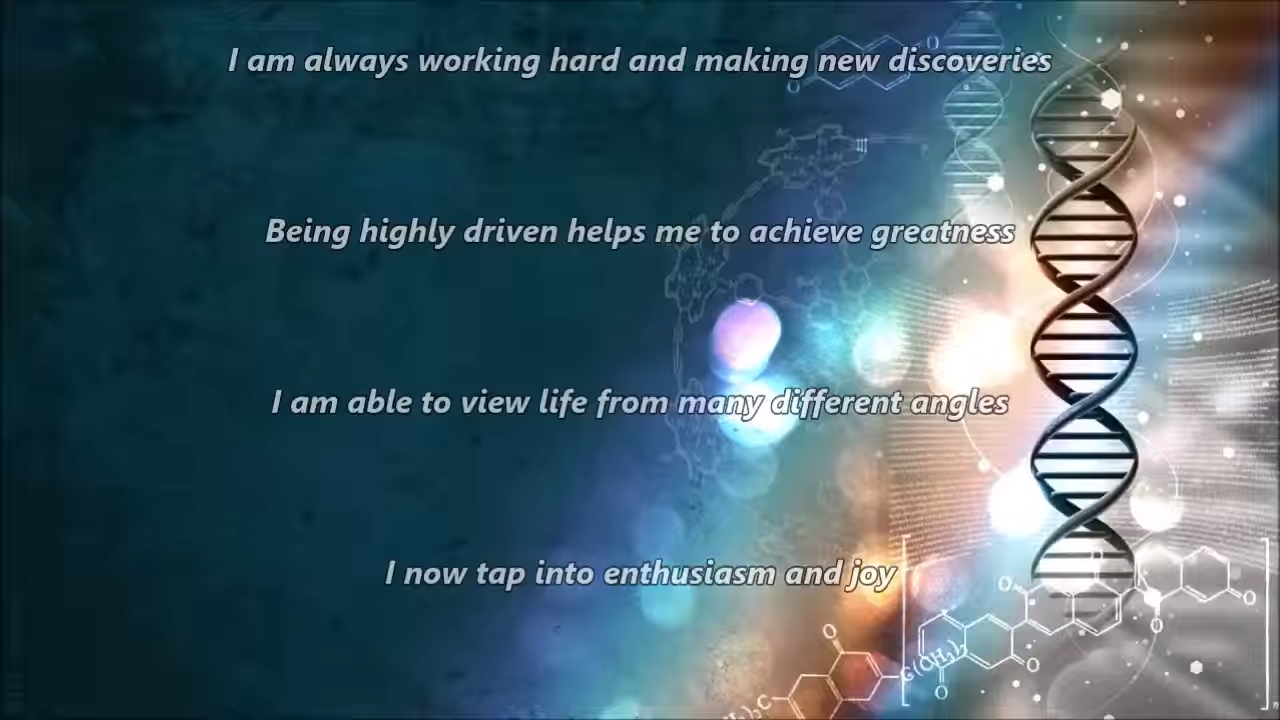 I am always working hard and making new discoveries
Being highly driven helps me to achieve greatness
I am able to view life from many different angles
I now tap into enthusiasm and joy